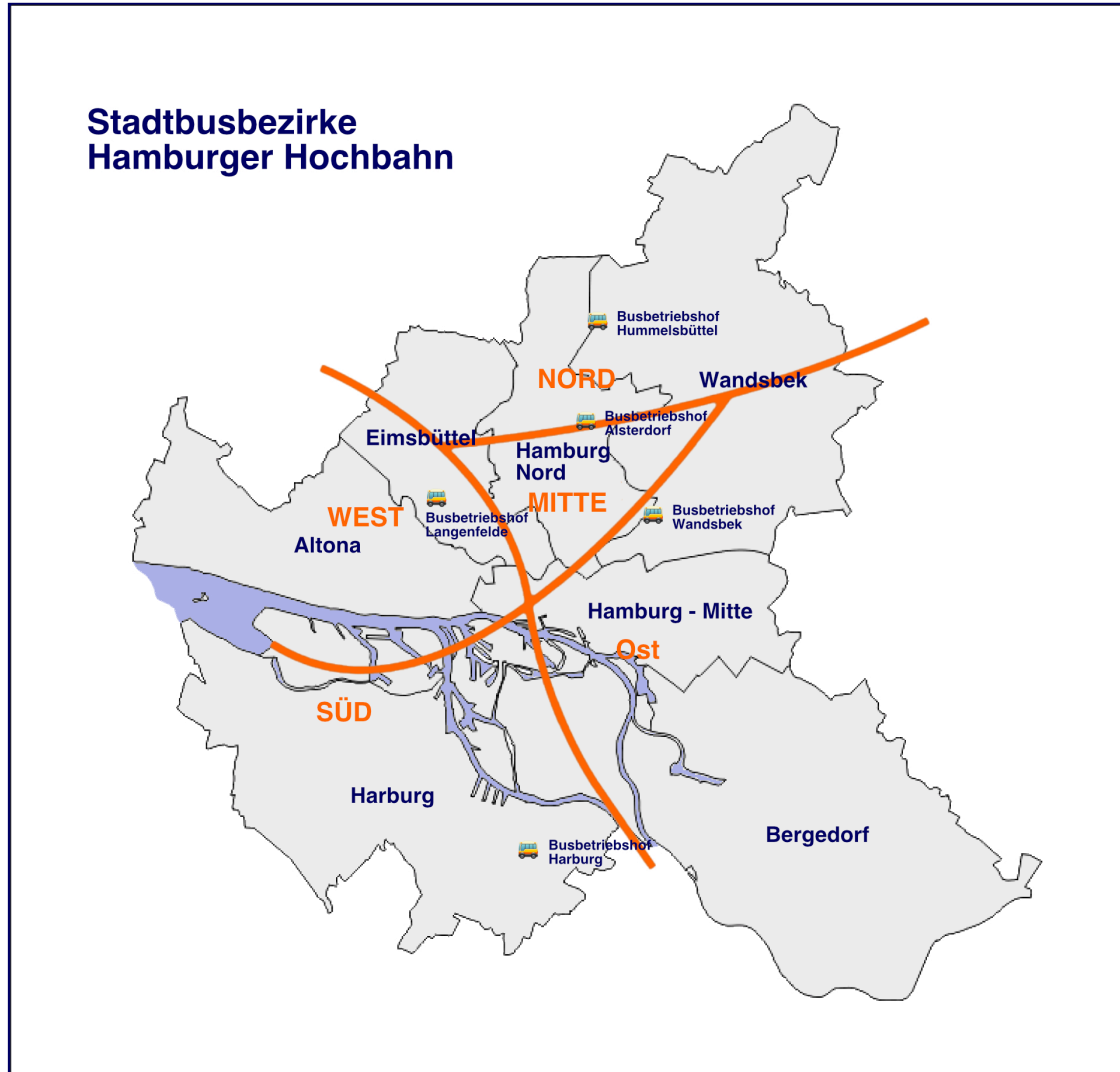 Stadtbusbezirke
Hamburger Hochbahn
Busbetriebshof
Hummelsbüttel
NORD
Wandsbek
Busbetriebshof
Alsterdorf
Eimsbüttel
Hamburg
Nord
MITTE
WEST
Busbetriebshof
Langenfelde
7
Busbetriebshof
Wandsbek
Altona
Hamburg - Mitte
Ost
SÜD
Harburg
Bergedorf
Busbetriebshof
Harburg